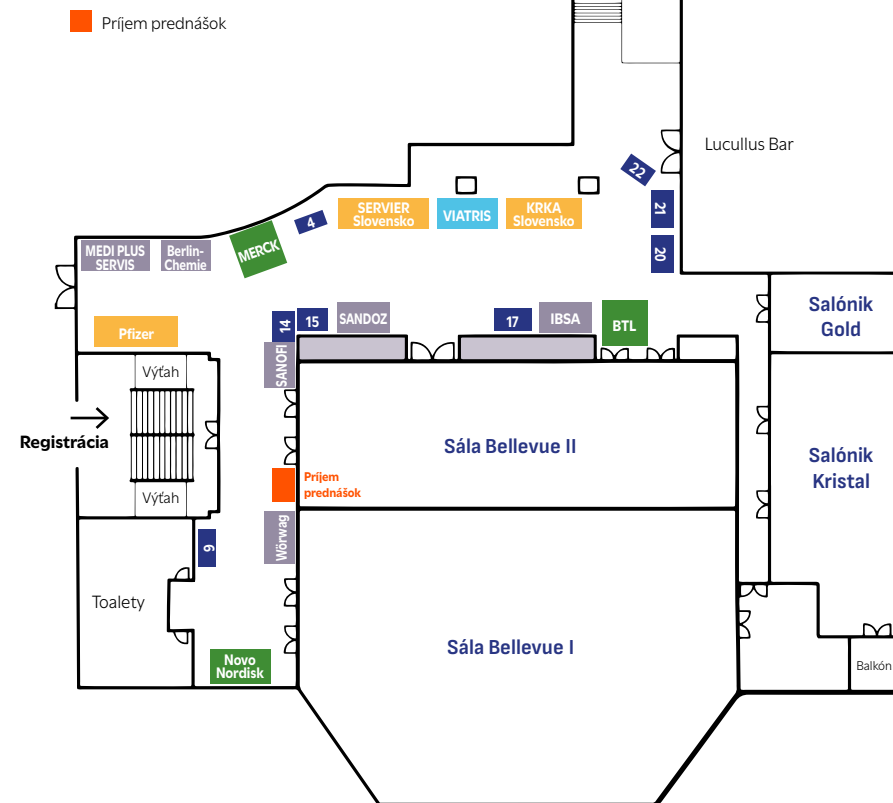 Príjem prednášok
Lucullus Bar
22
21
20
SERVIER
Slovensko
VIATRIS
KRKA
Slovensko
4
MERCK
MEDI PLUS
SERVIS
Berlin-
Chemie
Pfizer
14
15
SANDOZ
17
IBSA
BTL
Salónik
Gold
SANOFI
Výťah
Registrácia
Sála Bellevue II
Salónik
Kristal
Výťah
Príjem
prednášok
Wörwag
9
Toalety
Sála Bellevue I
Novo
Nordisk
Balkón